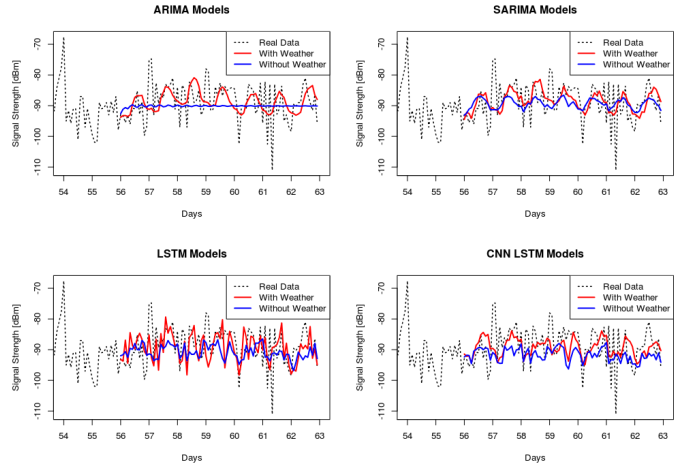 ARIMA Models
Signal Strength [dBm]
-70
-80
-90
-100
-110
Real Data
With Weather
Without Weather
54 55 56 57 58 59 60 61 62 63
Days
SARIMA Models
Signal Strength [dBm]
-70
-80
-90
-100
-110
Real Data
With Weather
Without Weather
54 55 56 57 58 59 60 61 62 63
Days
LSTM Models
Signal Strength [dBm]
-70
-80
-90
-100
-110
Real Data
With Weather
Without Weather
54 55 56 57 58 59 60 61 62 63
Days
CNN LSTM Models
Signal Strength [dBm]
-70
-80
-90
-100
-110
Real Data
With Weather
Without Weather
54 55 56 57 58 59 60 61 62 63
Days